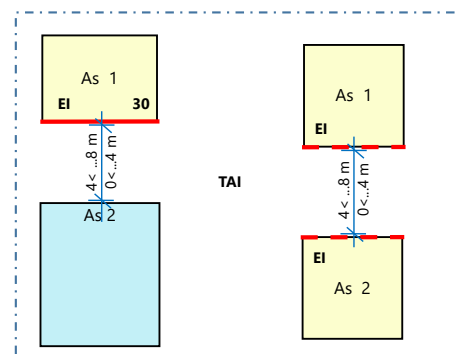 As 1
EI 30
4< ...8 m
0<...4 m
As 2
TAI
As 1
EI
4< ...8 m
0<...4 m
EI
As 2